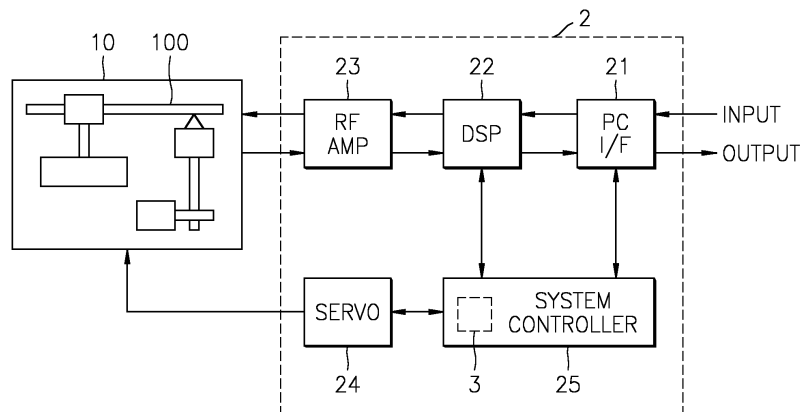 2
10
100
23
22
21
RF
AMP
DSP
PC
I/F
INPUT
OUTPUT
SERVO
SYSTEM
CONTROLLER
24
3
25